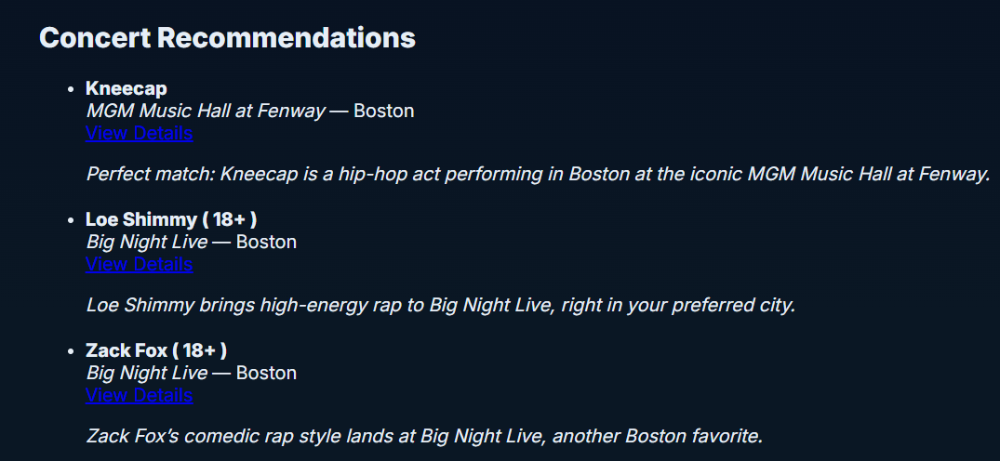 Concert Recommendations
• Kneecap
MGM Music Hall at Fenway — Boston
View Details
Perfect match: Kneecap is a hip-hop act performing in Boston at the iconic MGM Music Hall at Fenway.
• Loe Shimmy ( 18+ )
Big Night Live — Boston
View Details
Loe Shimmy brings high-energy rap to Big Night Live, right in your preferred city.
• Zack Fox ( 18+ )
Big Night Live — Boston
View Details
Zack Fox’s comedic rap style lands at Big Night Live, another Boston favorite.